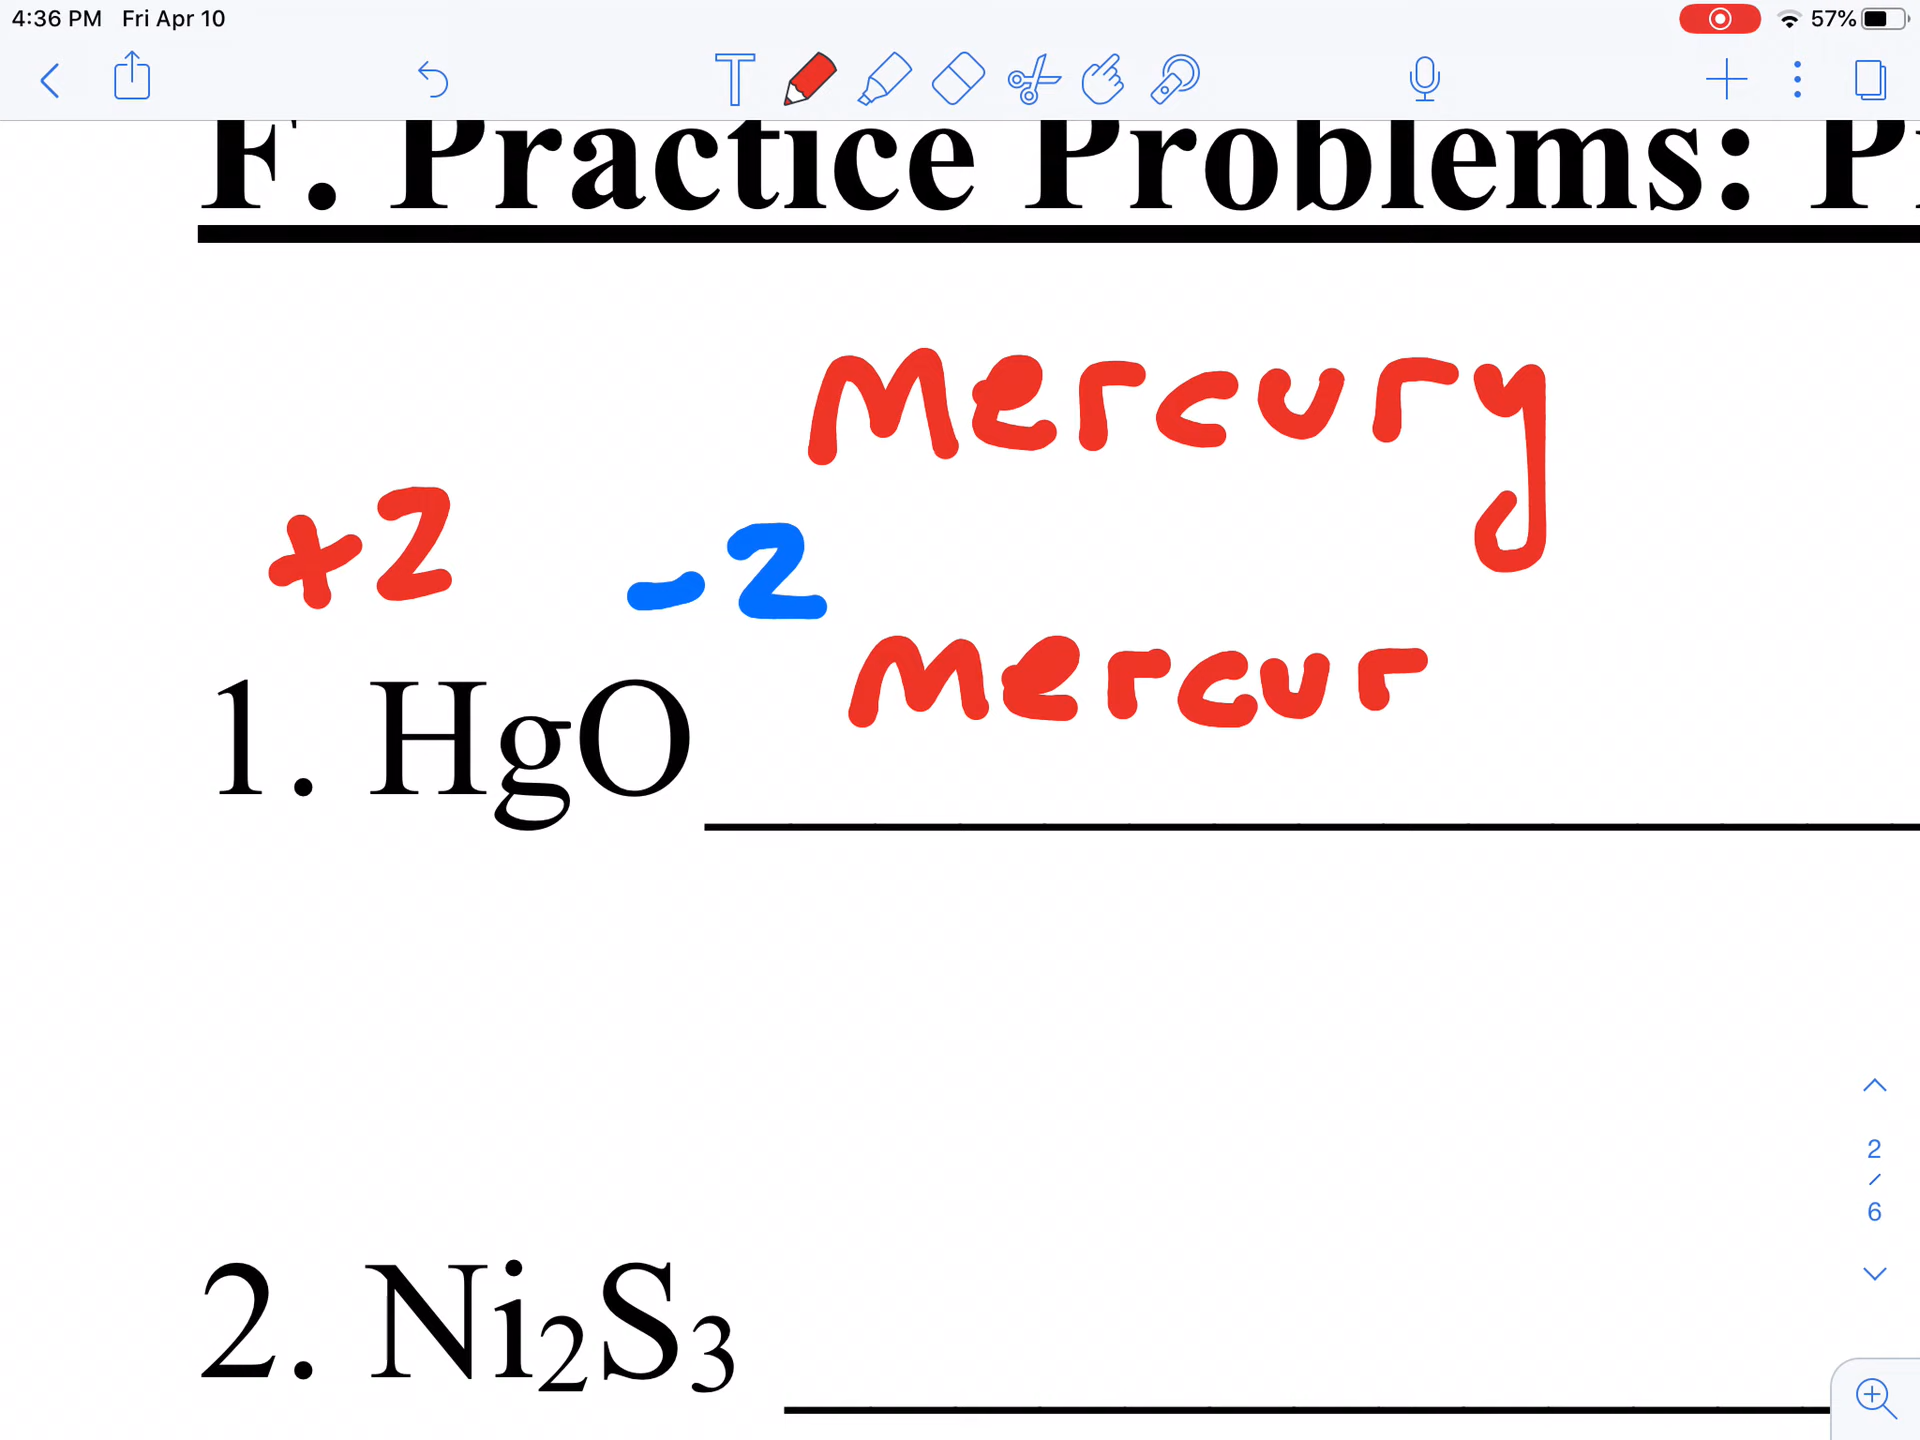 4:36 PM Fri Apr 10 57%
F. Practice Problems:
Mercury
+2 -2
Mercur
1. HgO
2
/
6
2. Ni₂S₃